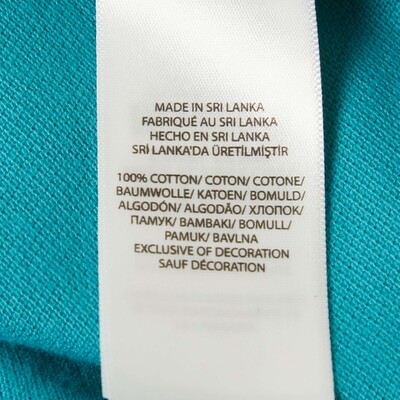 MADE IN SRI LANKA
FABRIQUÉ AU SRI LANKA
HECHO EN SRI LANKA
SRİ LANKA'DA ÜRETİLMİŞTİR
100% COTTON/ COTON/ COTONE/
BAUMWOLLE/ KATOEN/ BOMULD/
ALGODÓN/ ALGODÃO/ ХЛОПОК/
ПАМУК/ BAMBAKI/ BOMULL/
PAMUK/ BAVLNA
EXCLUSIVE OF DECORATION
SAUF DÉCORATION